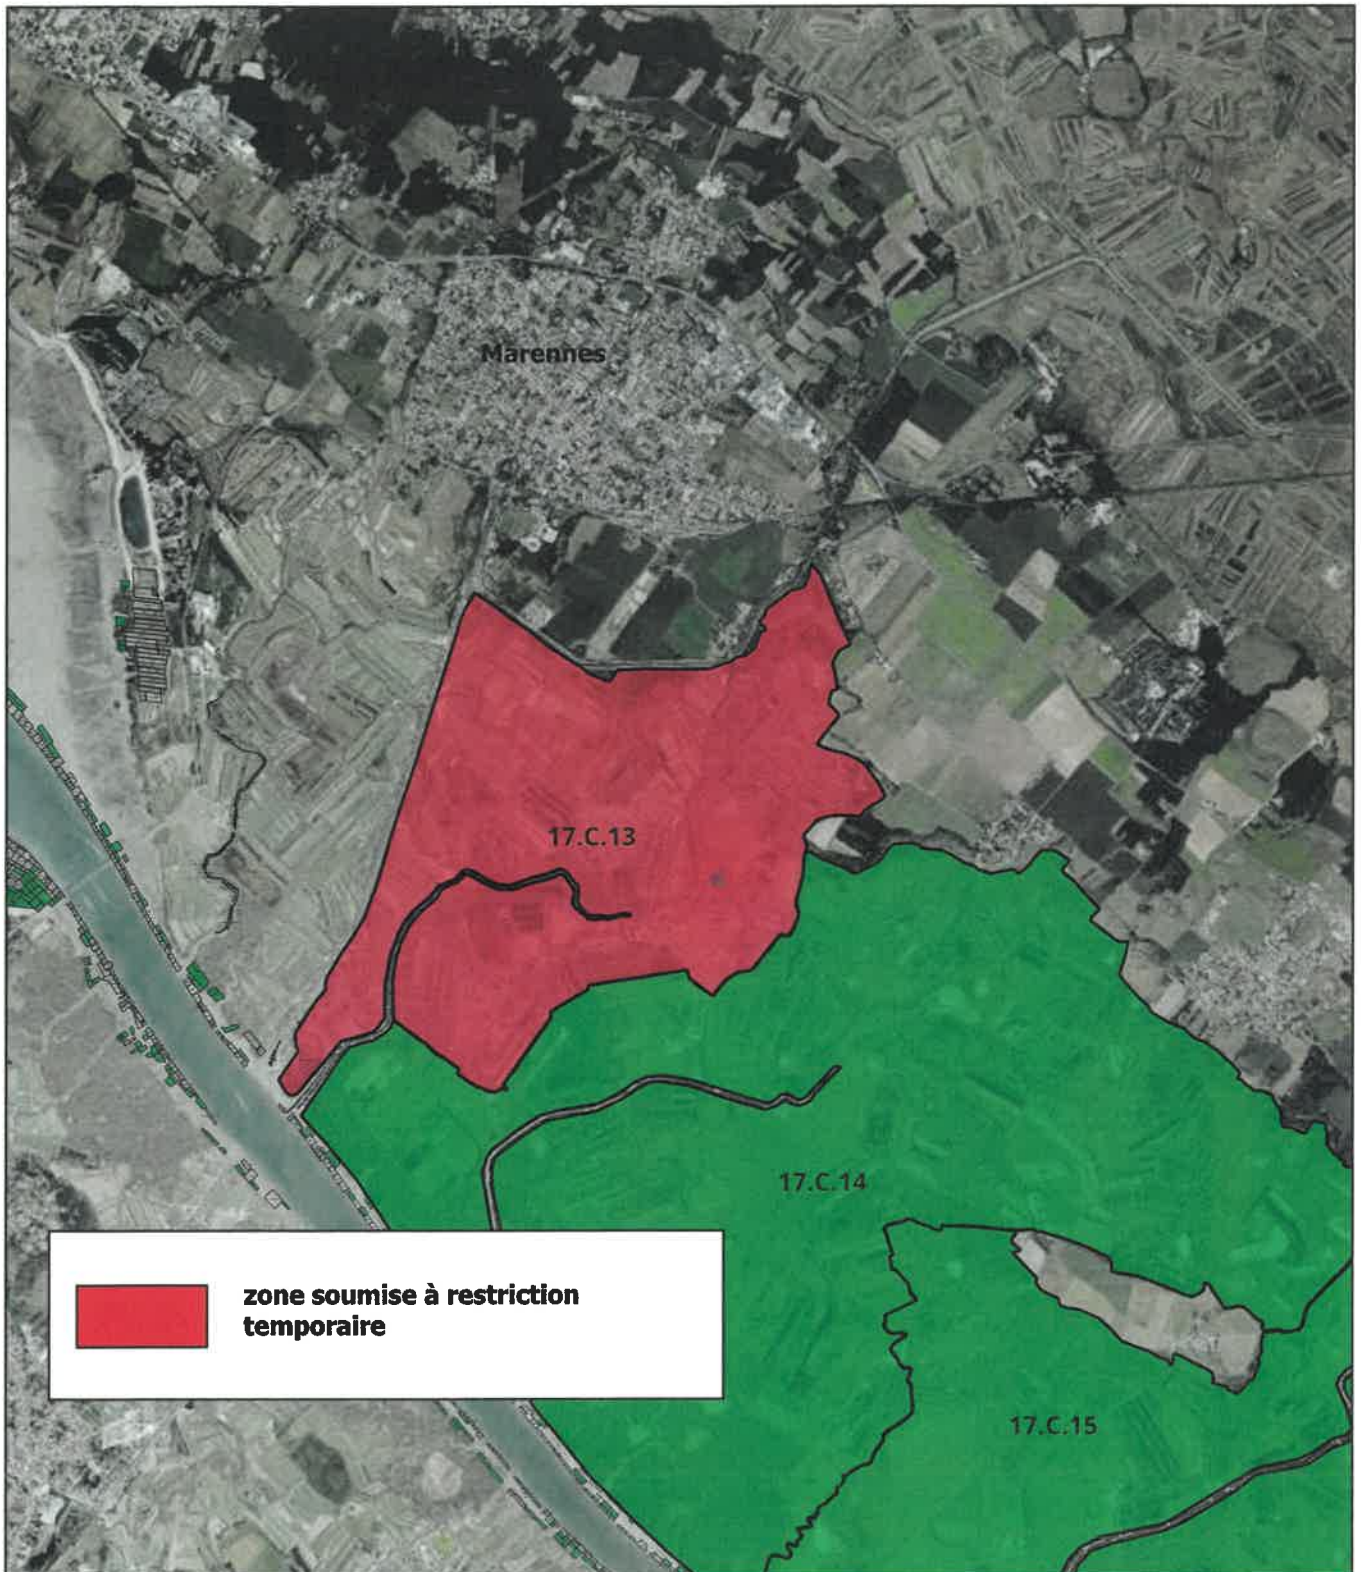 Marennes
17.C.13
17.C.14
zone soumise à restriction
temporaire
17.C.15